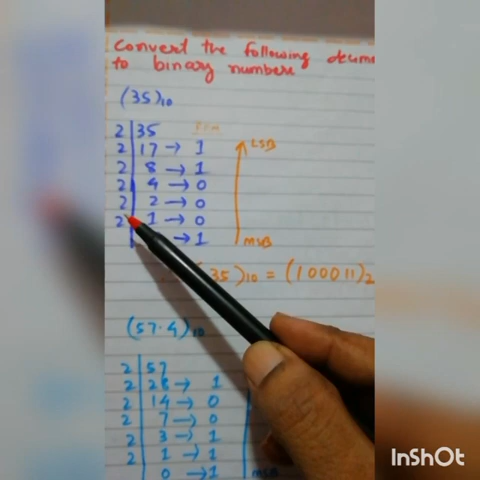 Convert the following
to binary numbers
(35)10
2 35
2 17 → 1 LSB
2 8 → 1
2 4 → 0
2 2 → 0
2 1 → 0
→ 1 MSB
35)10 = (100011)2
(57.4)10
2 57
2 28 → 1
2 14 → 0
2 7 → 0
2 3 → 1
2 1 → 1
0 → 1 MSB
InShOt